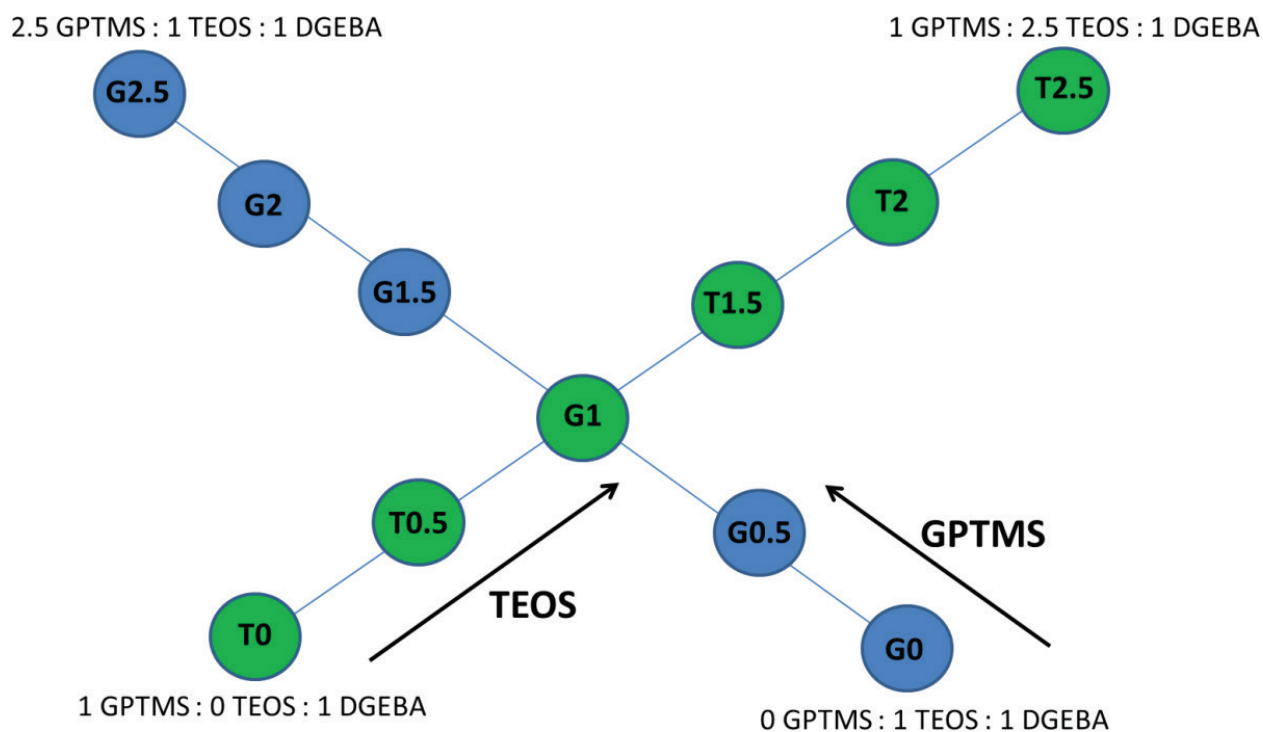 2.5 GPTMS : 1 TEOS : 1 DGEBA
1 GPTMS : 2.5 TEOS : 1 DGEBA
G2.5
T2.5
G2
T2
G1.5
T1.5
G1
T0.5
G0.5
GPTMS
TEOS
T0
G0
1 GPTMS : 0 TEOS : 1 DGEBA
0 GPTMS : 1 TEOS : 1 DGEBA